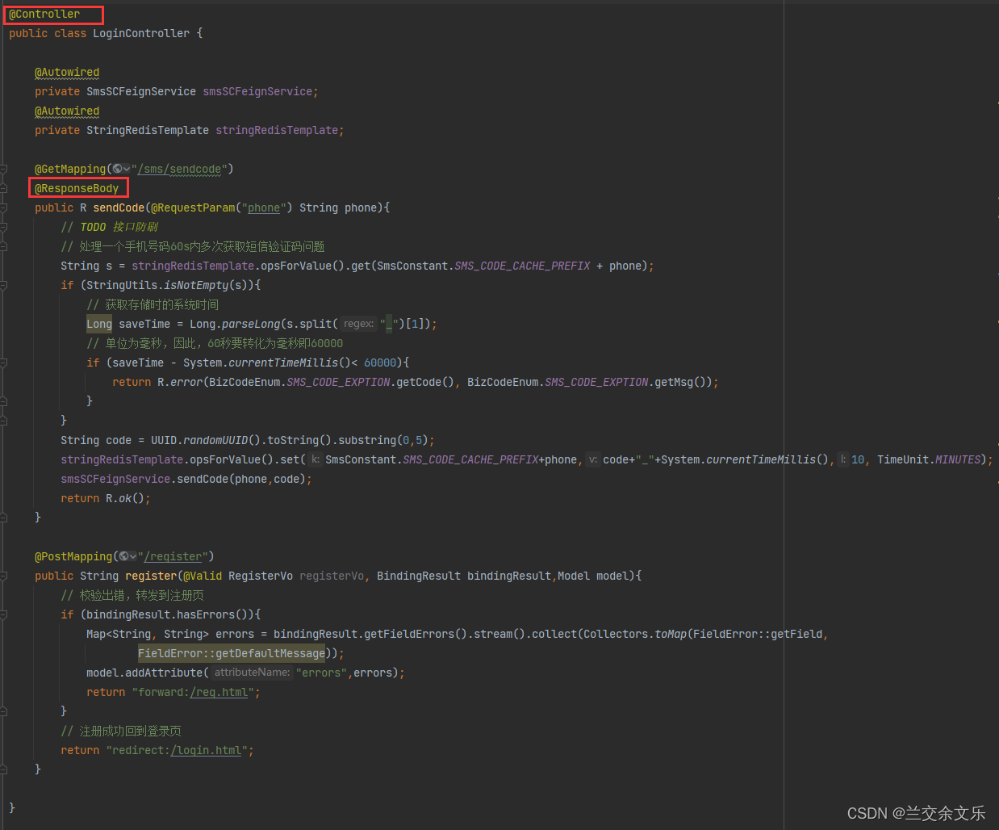 @Controller
public class LoginController {
@Autowired
private SmsSCFeignService smsSCFeignService;
@Autowired
private StringRedisTemplate stringRedisTemplate;
@GetMapping("/sms/sendcode")
@ResponseBody
public R sendCode(@RequestParam("phone") String phone){
// TODO 接口防刷
// 处理一个手机号码60s内多次获取短信验证码问题
String s = stringRedisTemplate.opsForValue().get(SmsConstant.SMS_CODE_CACHE_PREFIX + phone);
if (StringUtils.isNotEmpty(s)){
// 获取存储时的系统时间
Long saveTime = Long.parseLong(s.split( regex: "_")[1]);
// 单位为毫秒，因此，60秒要转化为毫秒即60000
if (saveTime - System.currentTimeMillis()< 60000){
return R.error(BizCodeEnum.SMS_CODE_EXPTION.getCode(), BizCodeEnum.SMS_CODE_EXPTION.getMsg());
}
}
String code = UUID.randomUUID().toString().substring(0,5);
stringRedisTemplate.opsForValue().set( k: SmsConstant.SMS_CODE_CACHE_PREFIX+phone, v: code+"_"+System.currentTimeMillis(), l: 10, TimeUnit.MINUTES);
smsSCFeignService.sendCode(phone,code);
return R.ok();
}
@PostMapping("/register")
public String register(@Valid RegisterVo registerVo, BindingResult bindingResult,Model model){
// 校验出错，转发到注册页
if (bindingResult.hasErrors()){
Map<String, String> errors = bindingResult.getFieldErrors().stream().collect(Collectors.toMap(FieldError::getField,
FieldError::getDefaultMessage));
model.addAttribute( attributeName: "errors",errors);
return "forward:/reg.html";
}
// 注册成功回到登录页
return "redirect:/login.html";
}
}
CSDN @兰交余文乐